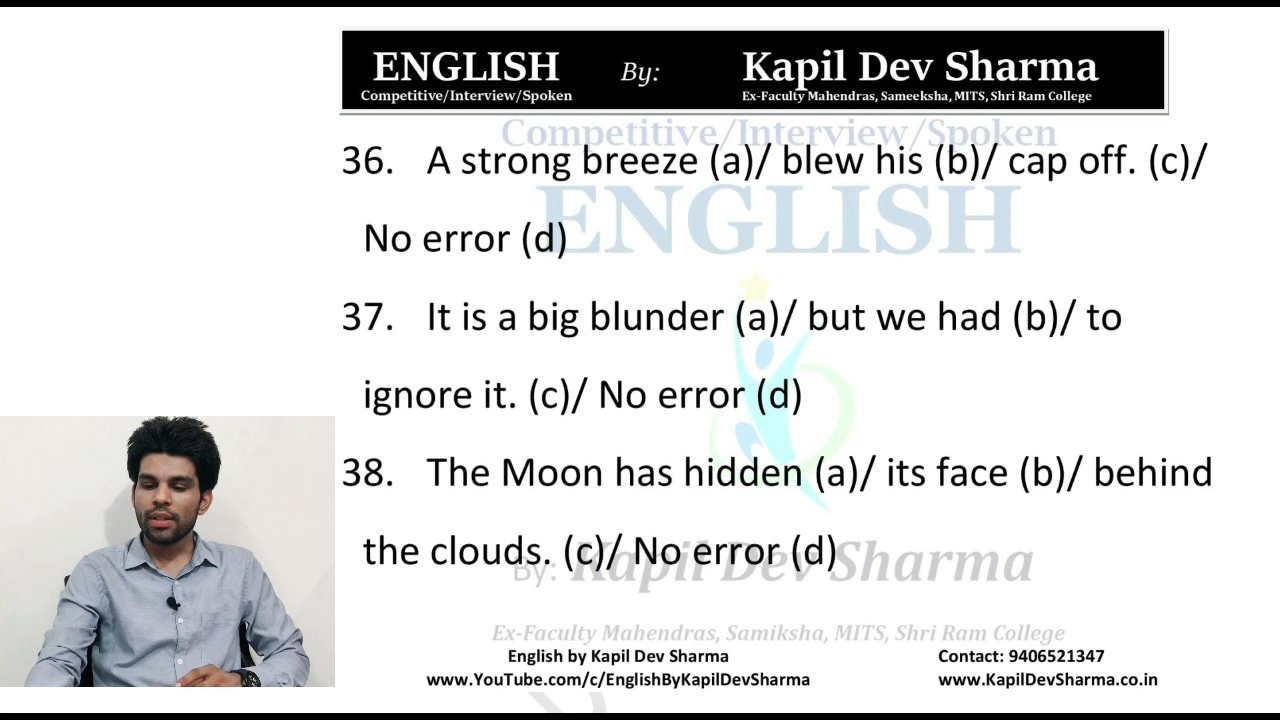 ENGLISH By: Kapil Dev Sharma
Competitive/Interview/Spoken Ex-Faculty Mahendras, Sameeksha, MITS, Shri Ram College
Competitive/Interview/Spoken
36. A strong breeze (a)/ blew his (b)/ cap off. (c)/
ENGLISH
No error (d)
37. It is a big blunder (a)/ but we had (b)/ to
ignore it. (c)/ No error (d)
38. The Moon has hidden (a)/ its face (b)/ behind
the clouds. (c)/ No error (d)
By: Kapil Dev Sharma
Ex-Faculty Mahendras, Samiksha, MITS, Shri Ram College
English by Kapil Dev Sharma Contact: 9406521347
www.YouTube.com/c/EnglishByKapilDevSharma www.KapilDevSharma.co.in